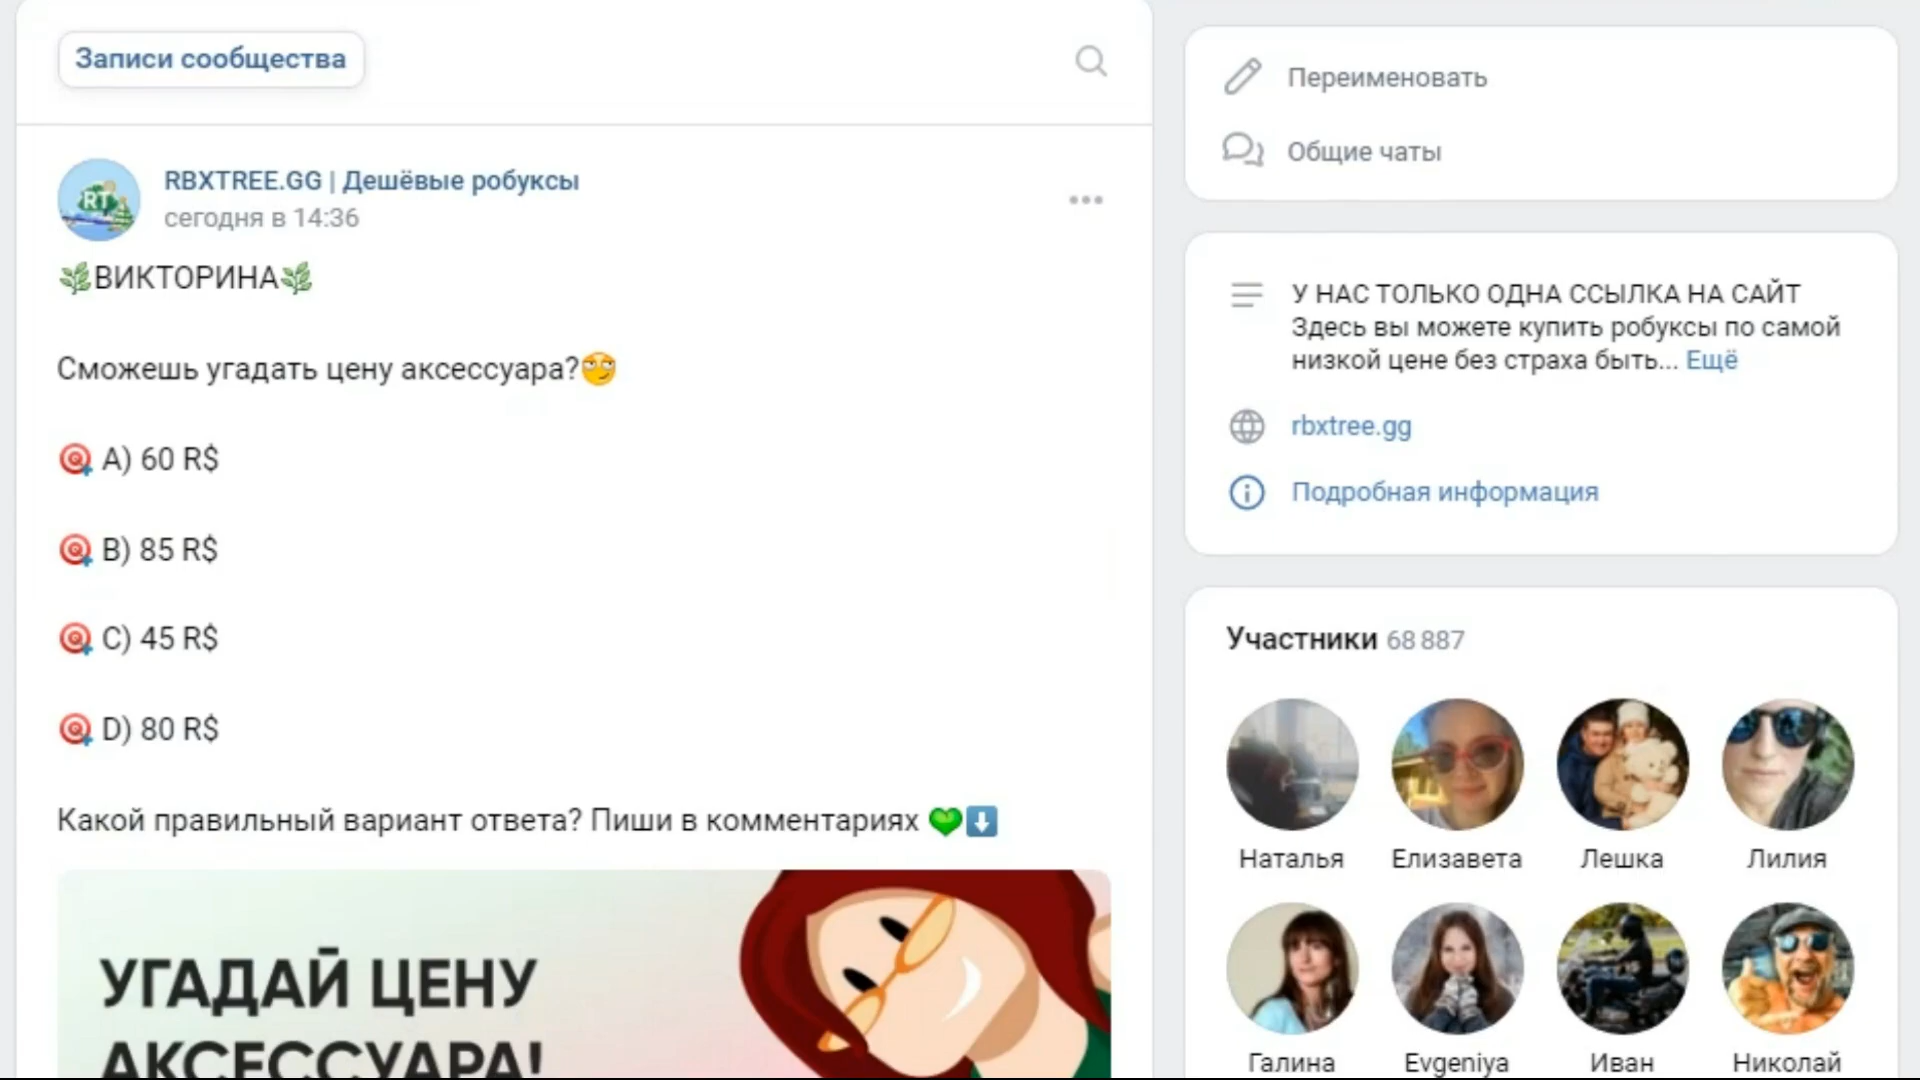 Записи сообщества
RBXTREE.GG | Дешёвые робуксы
сегодня в 14:36
🌿ВИКТОРИНА🌿
Сможешь угадать цену аксессуара?🙄
🎯 A) 60 R$
🎯 B) 85 R$
🎯 C) 45 R$
🎯 D) 80 R$
Какой правильный вариант ответа? Пиши в комментариях 💚⬇
УГАДАЙ ЦЕНУ
АКСЕССУАРА!
RT
Переименовать
Общие чаты
У НАС ТОЛЬКО ОДНА ССЫЛКА НА САЙТ
Здесь вы можете купить робуксы по самой
низкой цене без страха быть... Ещё
rbxtree.gg
Подробная информация
Участники 68 887
Наталья Елизавета Лешка Лилия
Галина Evgeniya Иван Николай